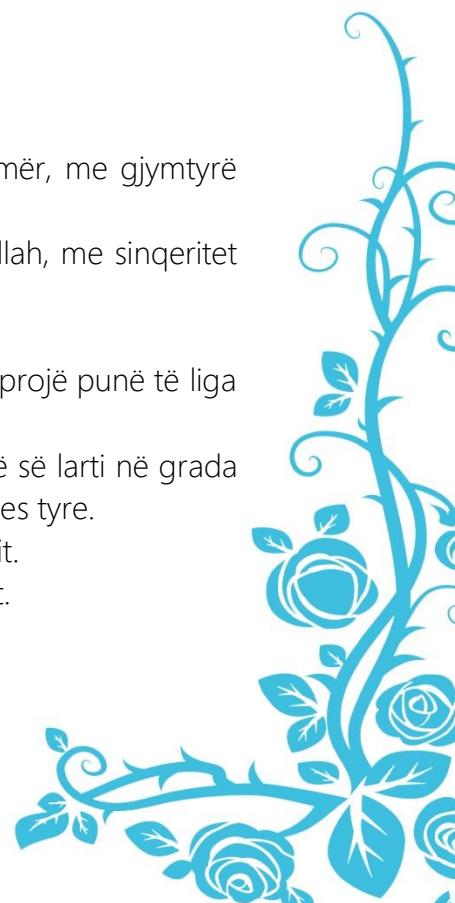 mër, me gjymtyrë
llah, me sinqeritet
projë punë të liga
ë së larti në grada
es tyre.
it.
t.